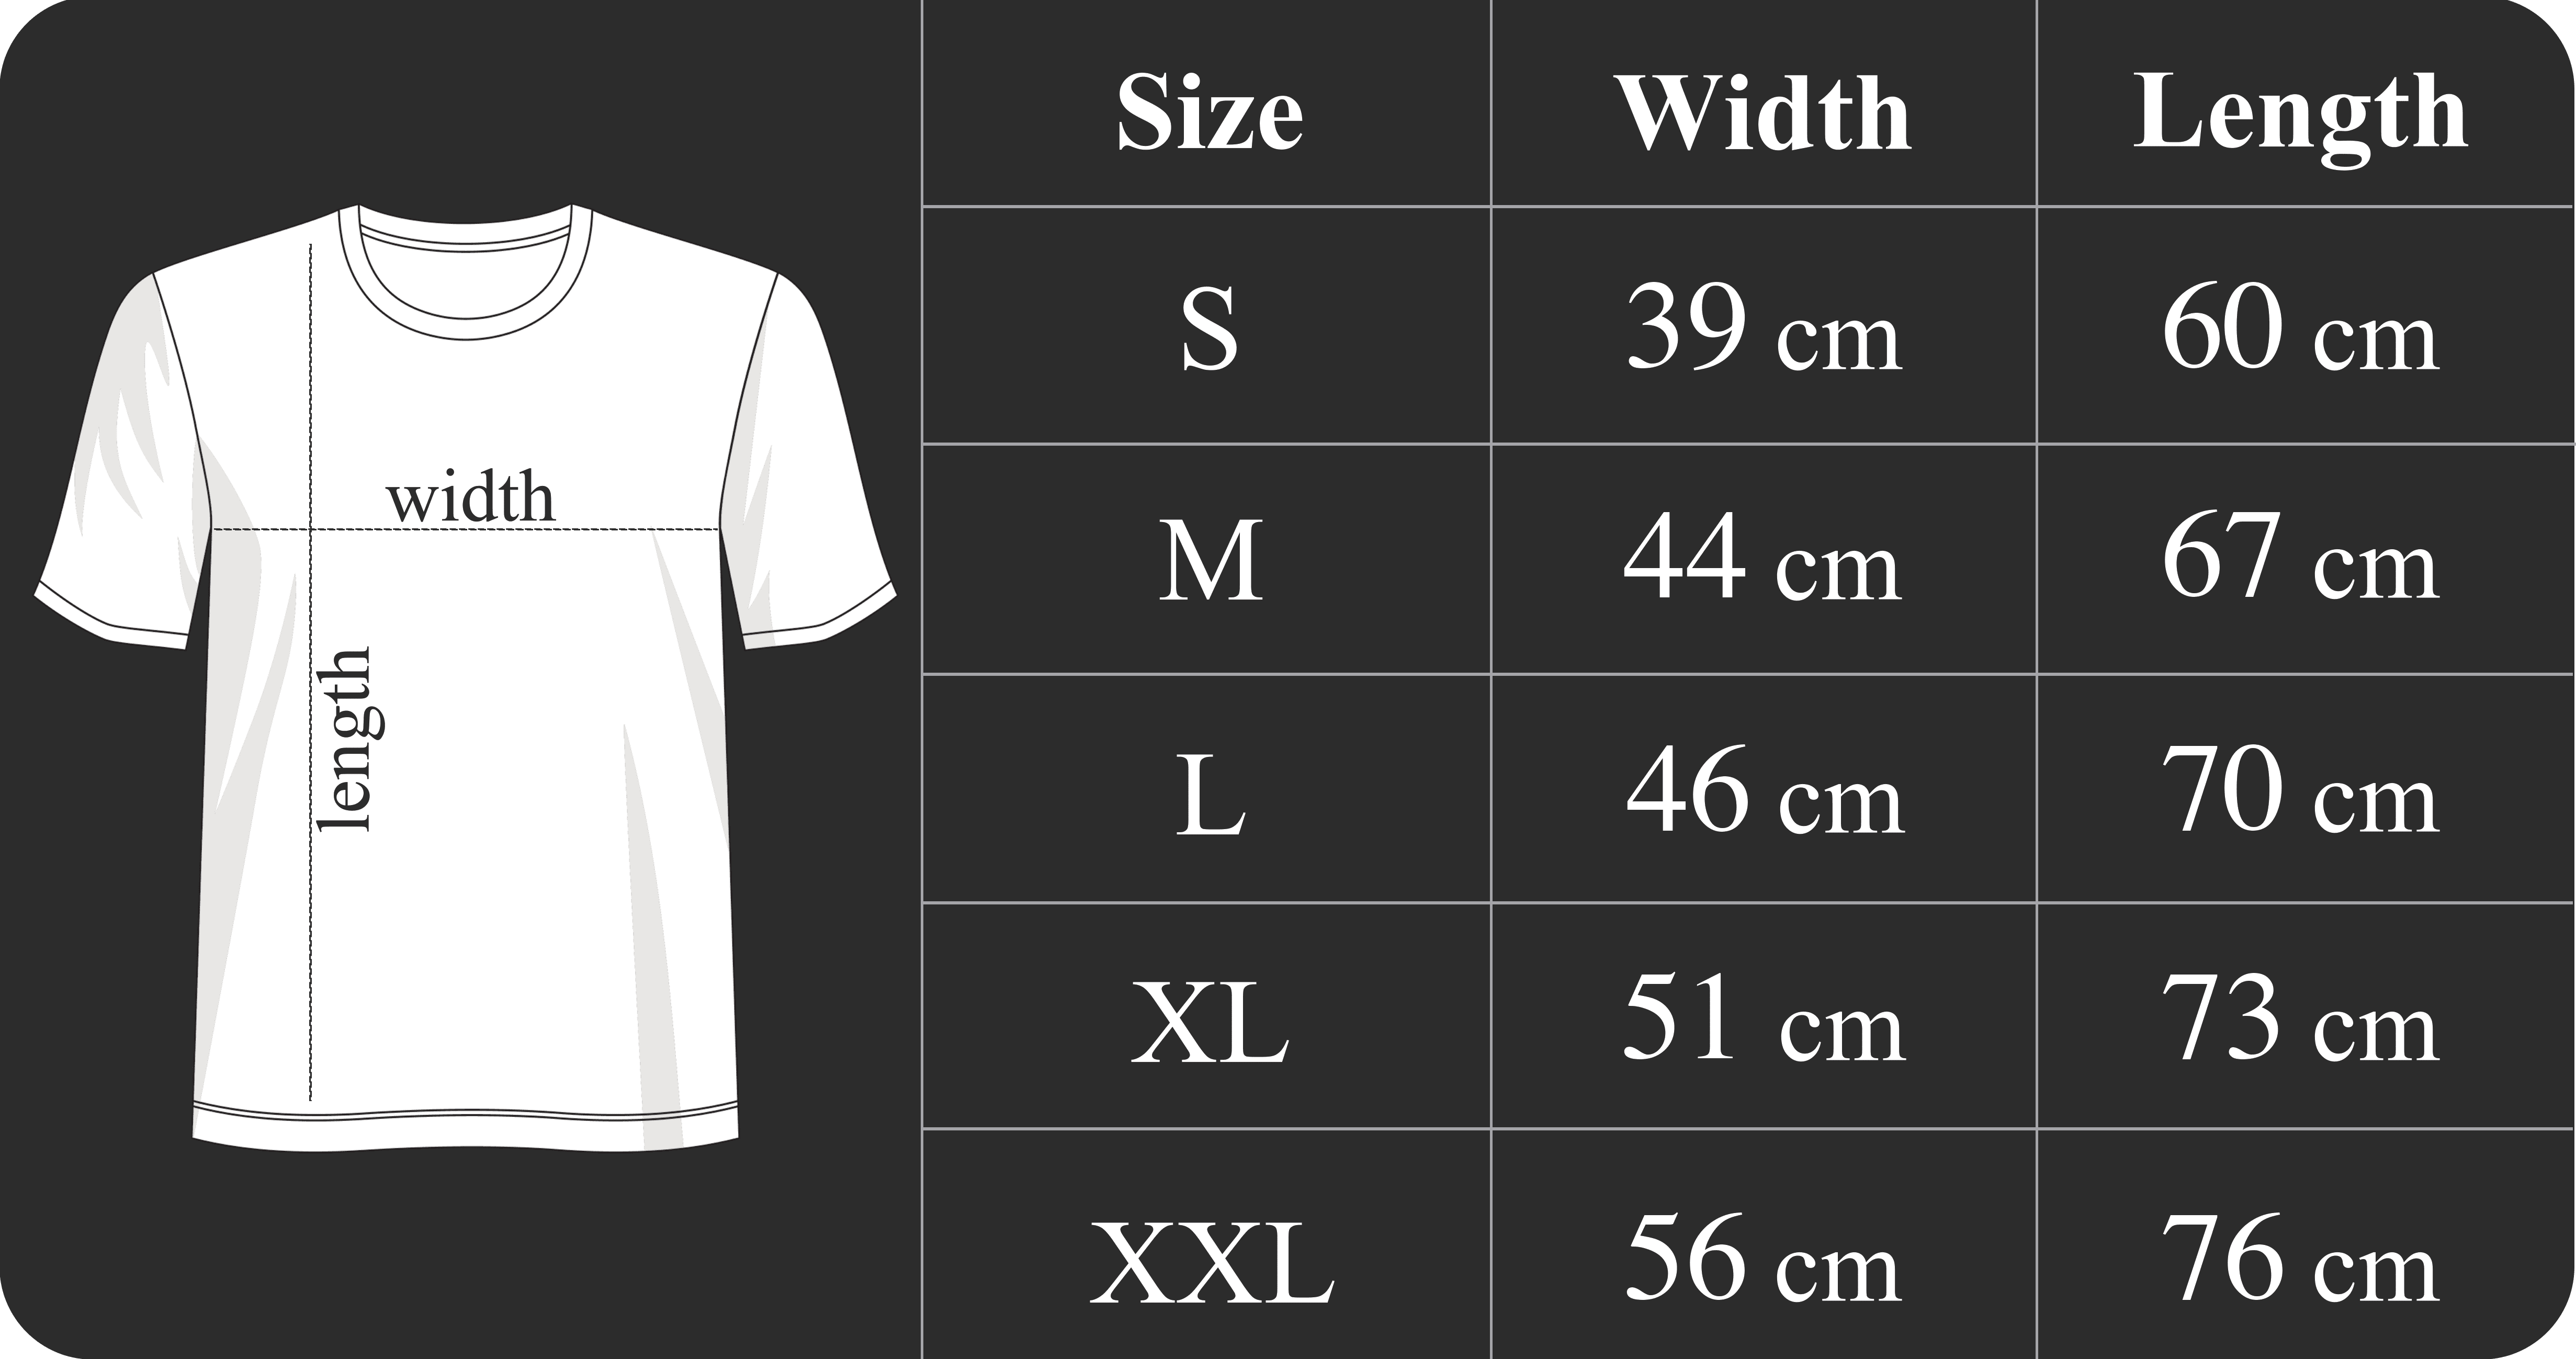 width
length
Size Width Length
S 39 cm 60 cm
M 44 cm 67 cm
L 46 cm 70 cm
XL 51 cm 73 cm
XXL 56 cm 76 cm